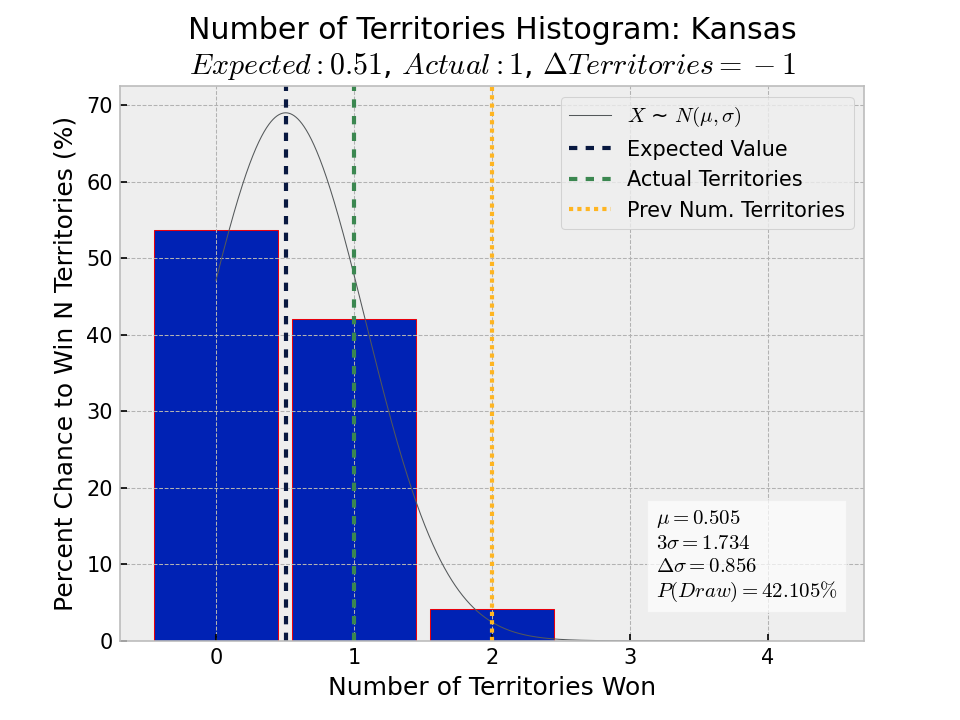 Number of Territories Histogram: Kansas
Expected : 0.51, Actual : 1, ΔTerritories = −1
Percent Chance to Win N Territories (%)
70
60
50
40
30
20
10
0
X ~ N(μ, σ)
Expected Value
Actual Territories
Prev Num. Territories
μ = 0.505
3σ = 1.734
Δσ = 0.856
P(Draw) = 42.105%
0 1 2 3 4
Number of Territories Won